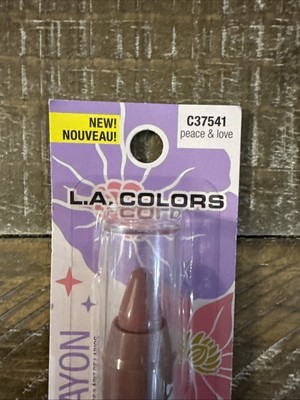 NEW!
NOUVEAU!
C37541
peace & love
L.A. COLORS
AYON